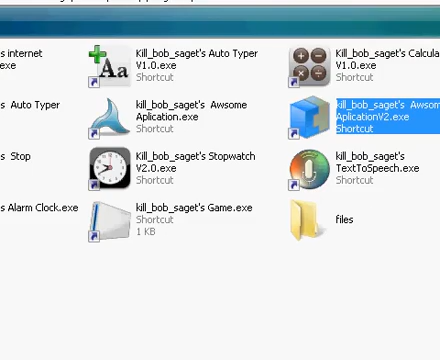 s internet
.exe
Kill_bob_saget's Auto Typer
V1.0.exe
Shortcut
Kill_bob_saget's Calcula
V1.0.exe
Shortcut
s Auto Typer
kill_bob_saget's Awsome
Aplication.exe
Shortcut
kill_bob_saget's Awsom
AplicationV2.exe
Shortcut
s Stop
Kill_bob_saget's Stopwatch
V2.0.exe
Shortcut
kill_bob_saget's
TextToSpeech.exe
Shortcut
s Alarm Clock.exe
kill_bob_saget's Game.exe
Shortcut
1 KB
files
Aa